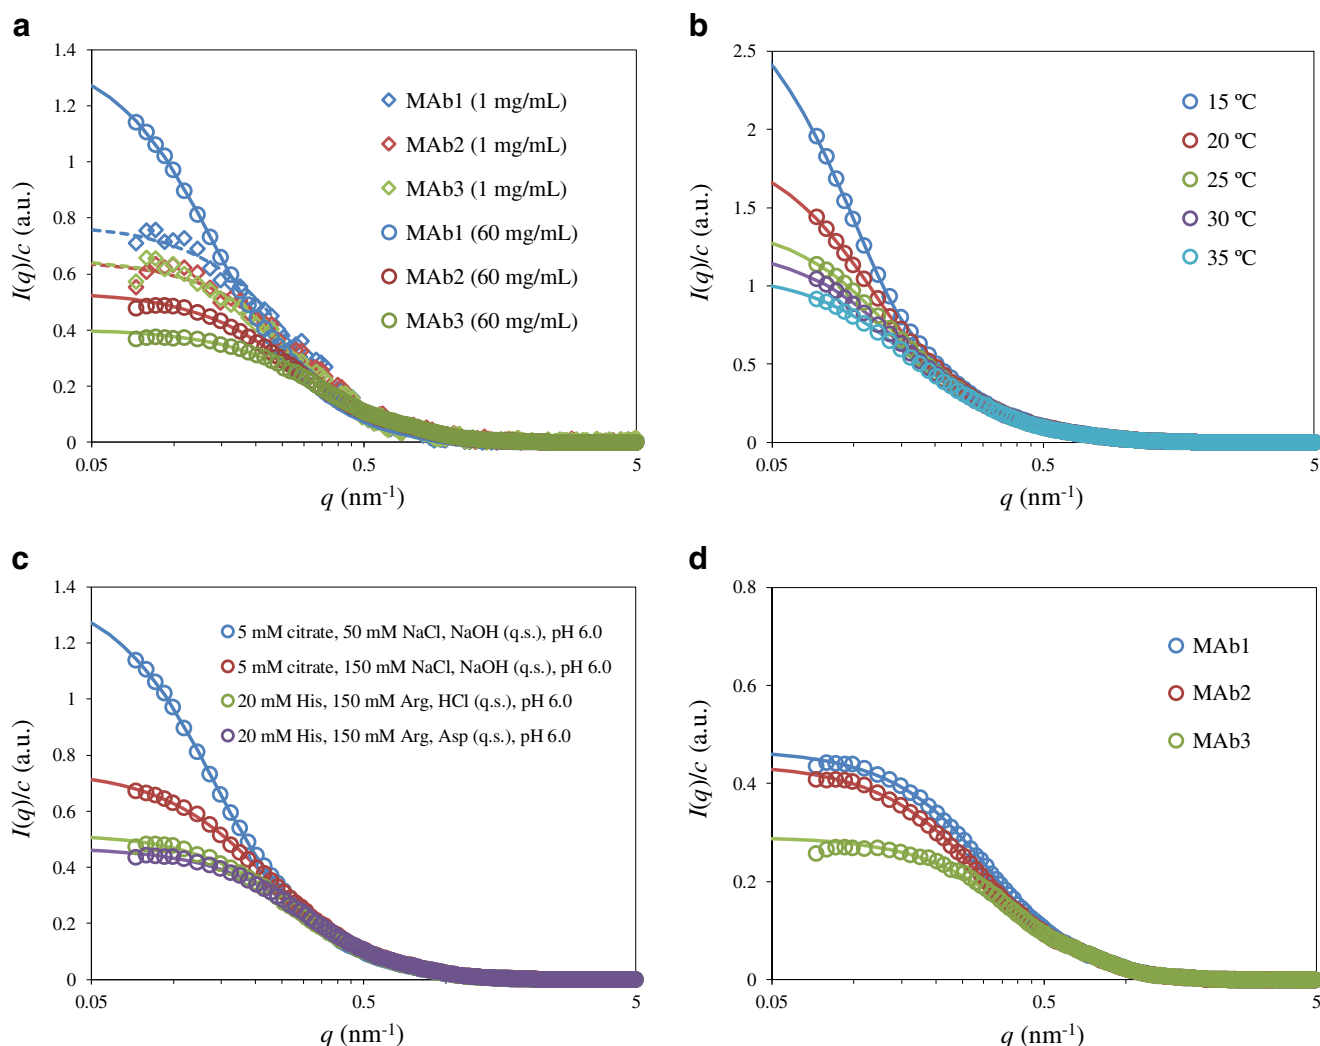 a
1.4
1.2
1
0.8
0.6
0.4
0.2
0
I(q)/c (a.u.)
MAb1 (1 mg/mL)
MAb2 (1 mg/mL)
MAb3 (1 mg/mL)
MAb1 (60 mg/mL)
MAb2 (60 mg/mL)
MAb3 (60 mg/mL)
0.05 0.5 5
q (nm⁻¹)
b
2.5
2
1.5
1
0.5
0
I(q)/c (a.u.)
15 ºC
20 ºC
25 ºC
30 ºC
35 ºC
0.05 0.5 5
q (nm⁻¹)
c
1.4
1.2
1
0.8
0.6
0.4
0.2
0
I(q)/c (a.u.)
5 mM citrate, 50 mM NaCl, NaOH (q.s.), pH 6.0
5 mM citrate, 150 mM NaCl, NaOH (q.s.), pH 6.0
20 mM His, 150 mM Arg, HCl (q.s.), pH 6.0
20 mM His, 150 mM Arg, Asp (q.s.), pH 6.0
0.05 0.5 5
q (nm⁻¹)
d
0.8
0.6
0.4
0.2
0
I(q)/c (a.u.)
MAb1
MAb2
MAb3
0.05 0.5 5
q (nm⁻¹)